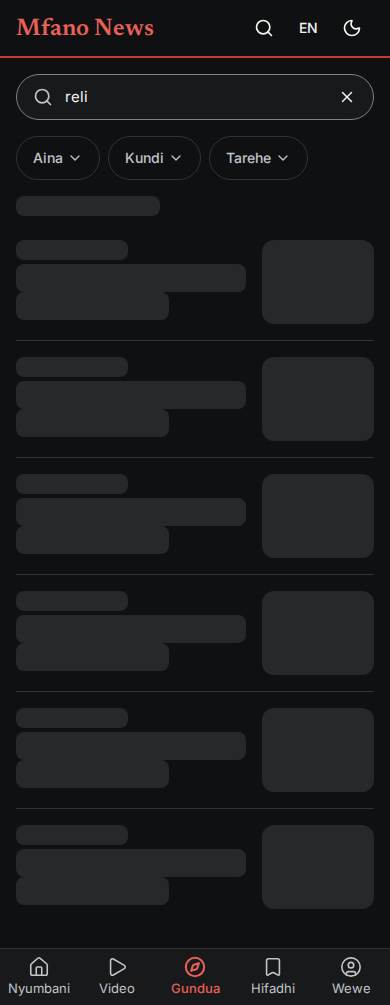 Mfano News
EN
reli
Aina
Kundi
Tarehe
Nyumbani
Video
Gundua
Hifadhi
Wewe